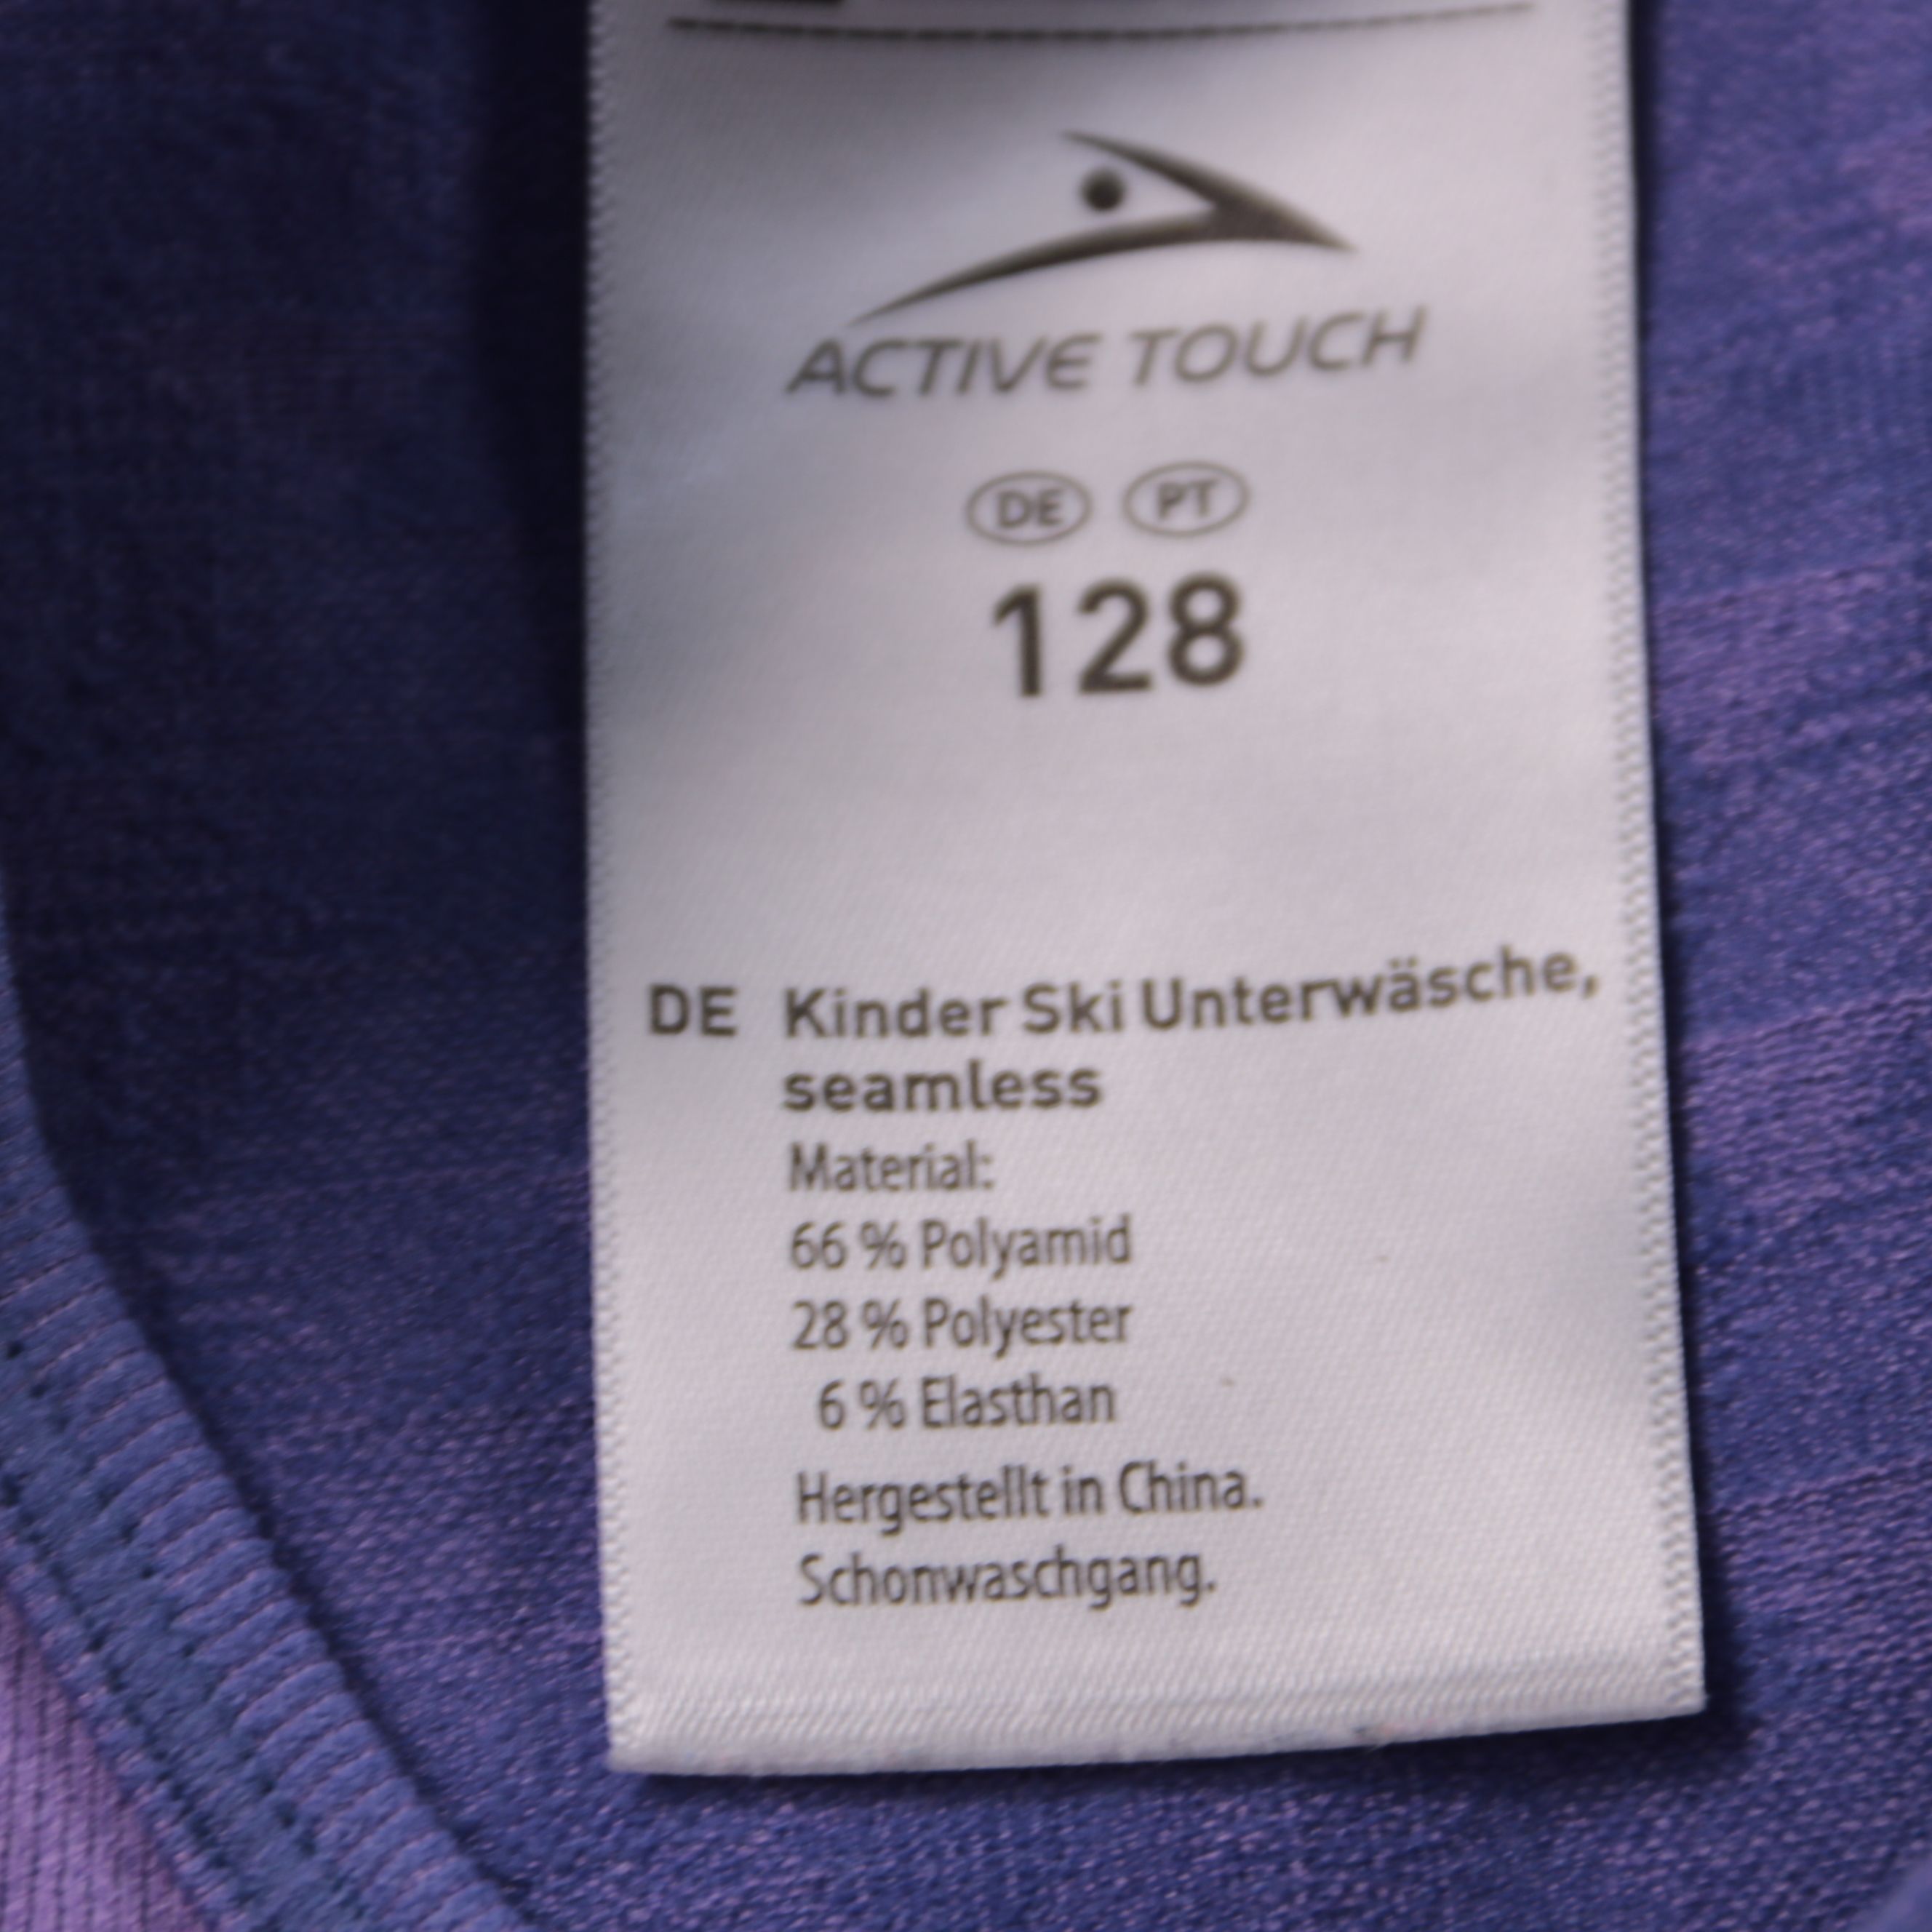 ACTIVE TOUCH
DE PT
128
DE Kinder Ski Unterwäsche,
seamless
Material:
66 % Polyamid
28 % Polyester
6 % Elasthan
Hergestellt in China.
Schonwaschgang.